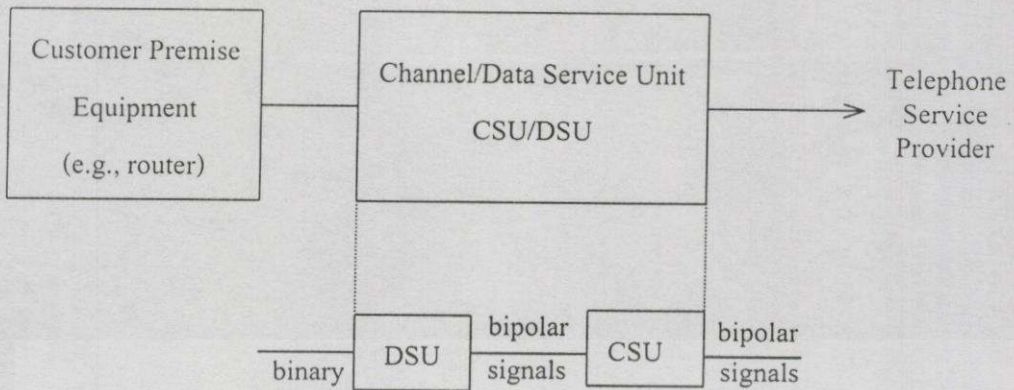 Customer Premise
Equipment
(e.g., router)
Channel/Data Service Unit
CSU/DSU
Telephone
Service
Provider
binary
DSU
bipolar
signals
CSU
bipolar
signals